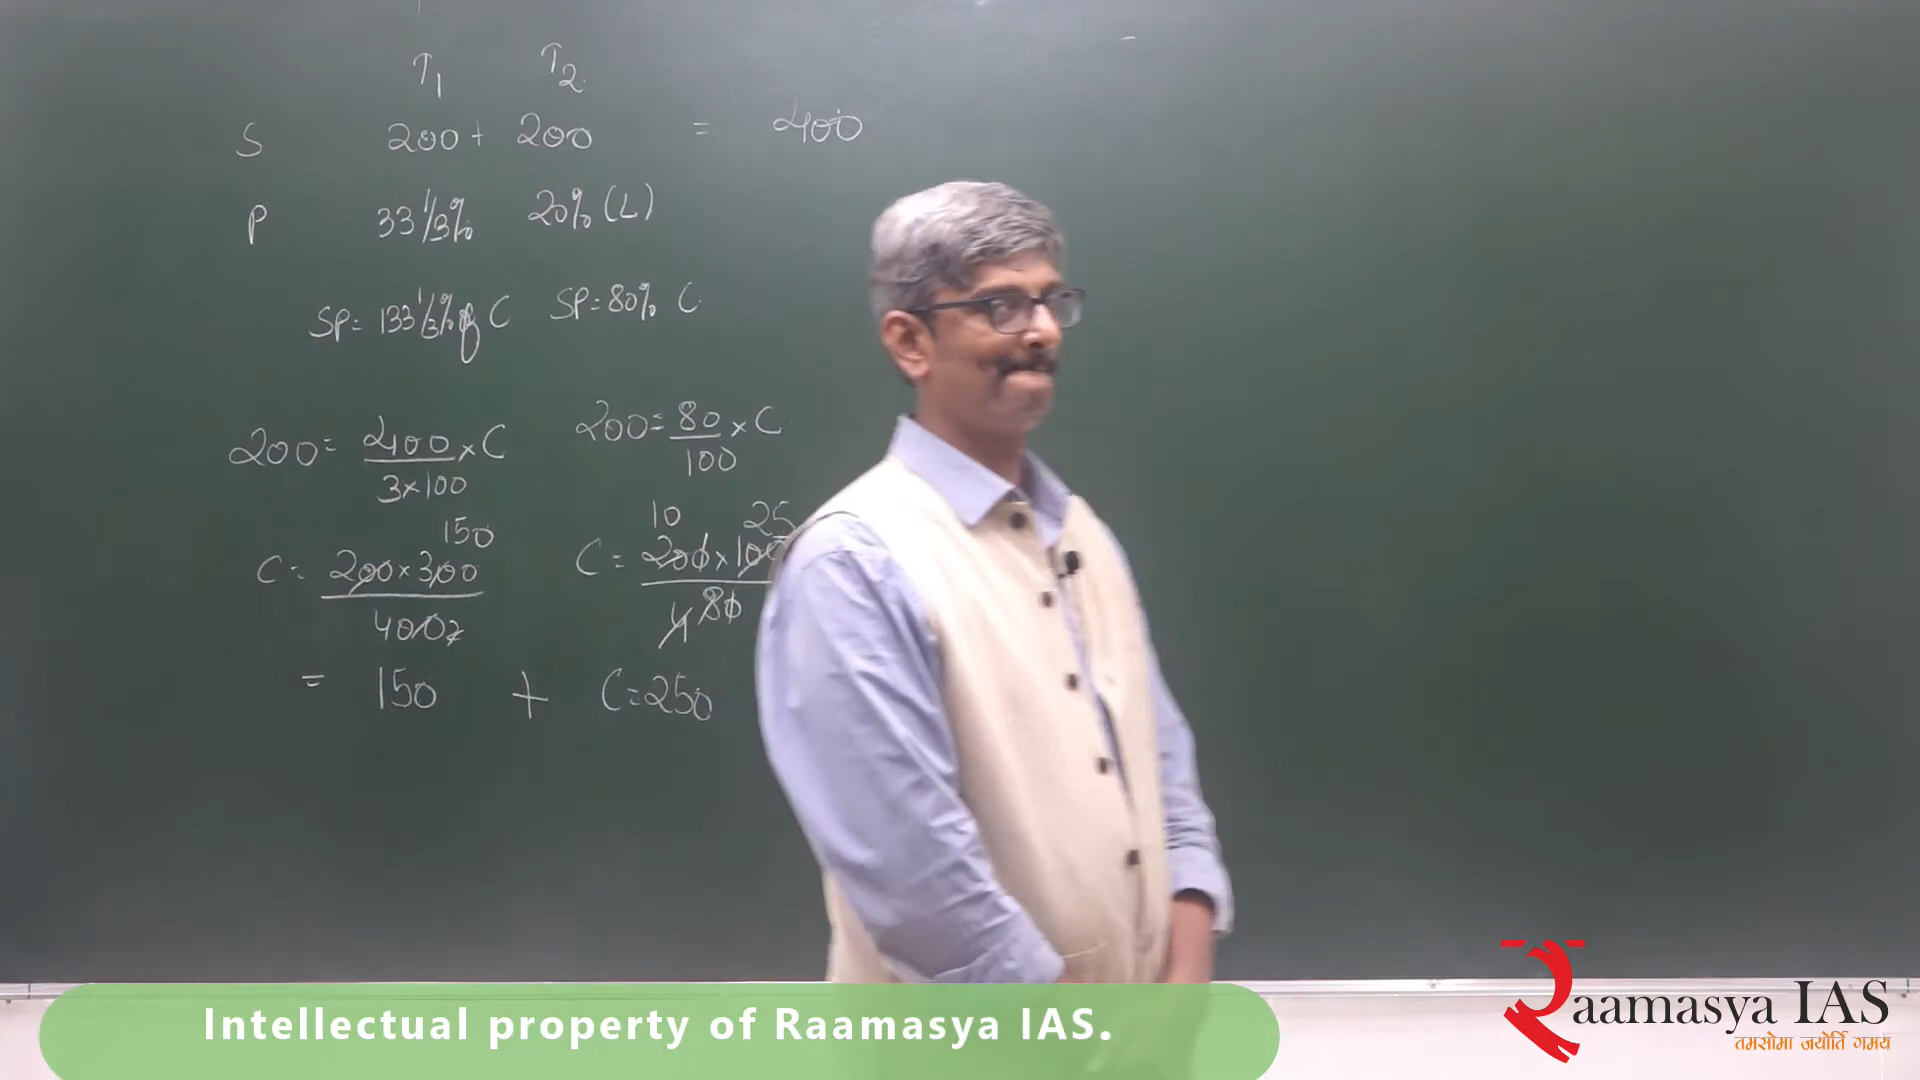 T1 T2
S 200 + 200 = 400
P 33 1/3% 20% (L)
SP = 133 1/3% of C SP = 80% C
200 = 400/3×100 × C 200 = 80/100 × C
150 10 25
C = 200×300/400 2 C = 200×100/80 4
= 150 + C = 250
Intellectual property of Raamasya IAS.
Raamasya IAS
तमसोमा ज्योर्ति गमय